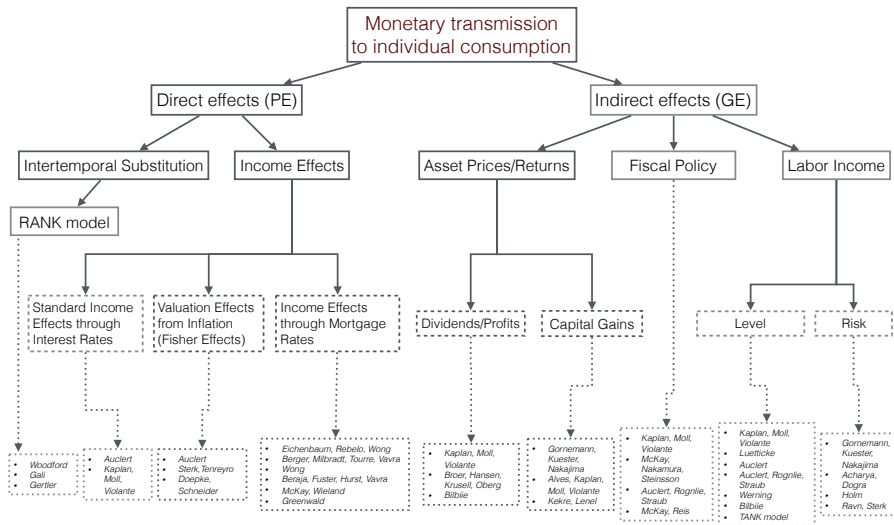 Monetary transmission
to individual consumption
Direct effects (PE)
Indirect effects (GE)
Intertemporal Substitution
Income Effects
Asset Prices/Returns
Fiscal Policy
Labor Income
RANK model
Standard Income
Effects through
Interest Rates
Valuation Effects
from Inflation
(Fisher Effects)
Income Effects
through Mortgage
Rates
Dividends/Profits
Capital Gains
Level
Risk
• Woodford
• Gali
• Gertler
• Auclert
• Kaplan,
Moll,
Violante
• Auclert
• Sterk,Tenreyro
• Doepke,
Schneider
• Eichenbaum, Rebelo, Wong
• Berger, Milbradt, Tourre, Vavra
• Wong
• Beraja, Fuster, Hurst, Vavra
• McKay, Wieland
• Greenwald
• Kaplan, Moll,
Violante
• Broer, Hansen,
Krusell, Oberg
• Bilbiie
• Gornemann,
Kuester,
Nakajima
• Alves, Kaplan,
Moll, Violante
• Kekre, Lenel
• Kaplan, Moll,
Violante
• McKay,
Nakamura,
Steinsson
• Auclert, Rognlie,
Straub
• McKay, Reis
• Kaplan, Moll,
Violante
• Luetticke
• Auclert
• Auclert, Rognlie,
Straub
• Werning
• Bilbiie
• TANK model
• Gornemann,
Kuester,
Nakajima
• Acharya,
Dogra
• Holm
• Ravn, Sterk